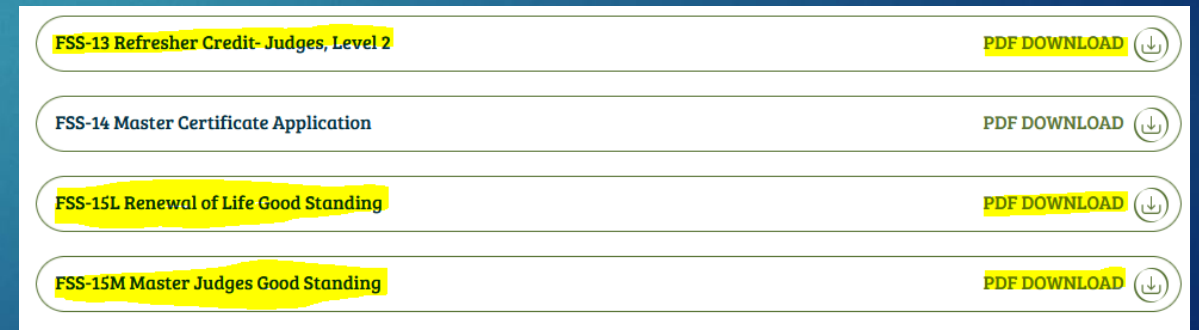 FSS-13 Refresher Credit- Judges, Level 2 PDF DOWNLOAD
FSS-14 Master Certificate Application PDF DOWNLOAD
FSS-15L Renewal of Life Good Standing PDF DOWNLOAD
FSS-15M Master Judges Good Standing PDF DOWNLOAD